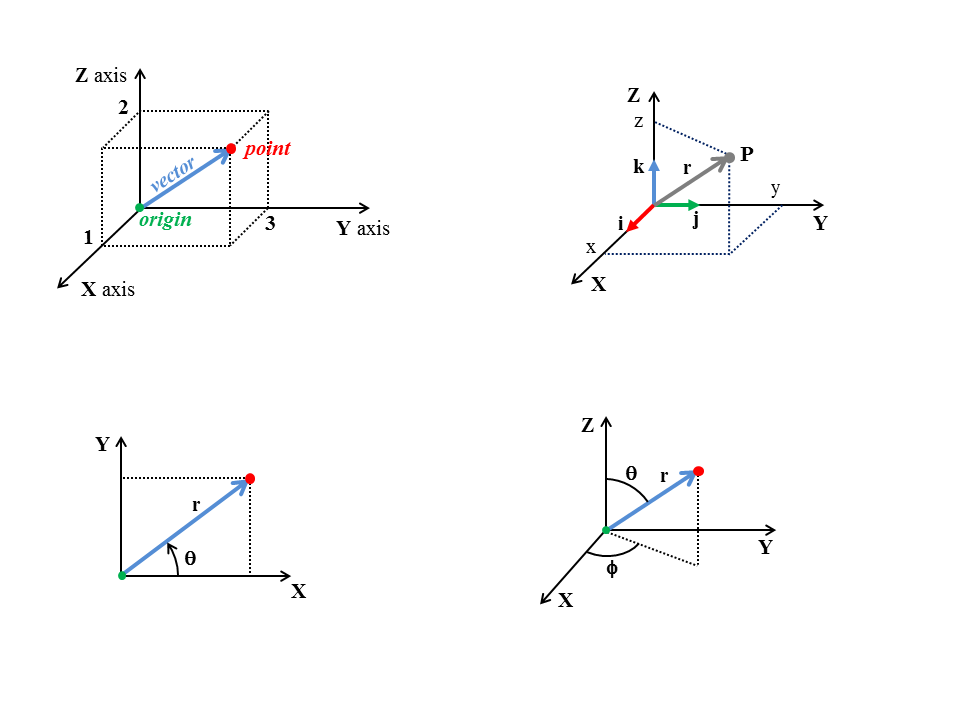 Z axis
2
vector
point
origin
1
3
Y axis
X axis
Z
z
P
k
r
y
i
j
Y
x
X
Y
r
θ
X
Z
θ
r
Y
ϕ
X